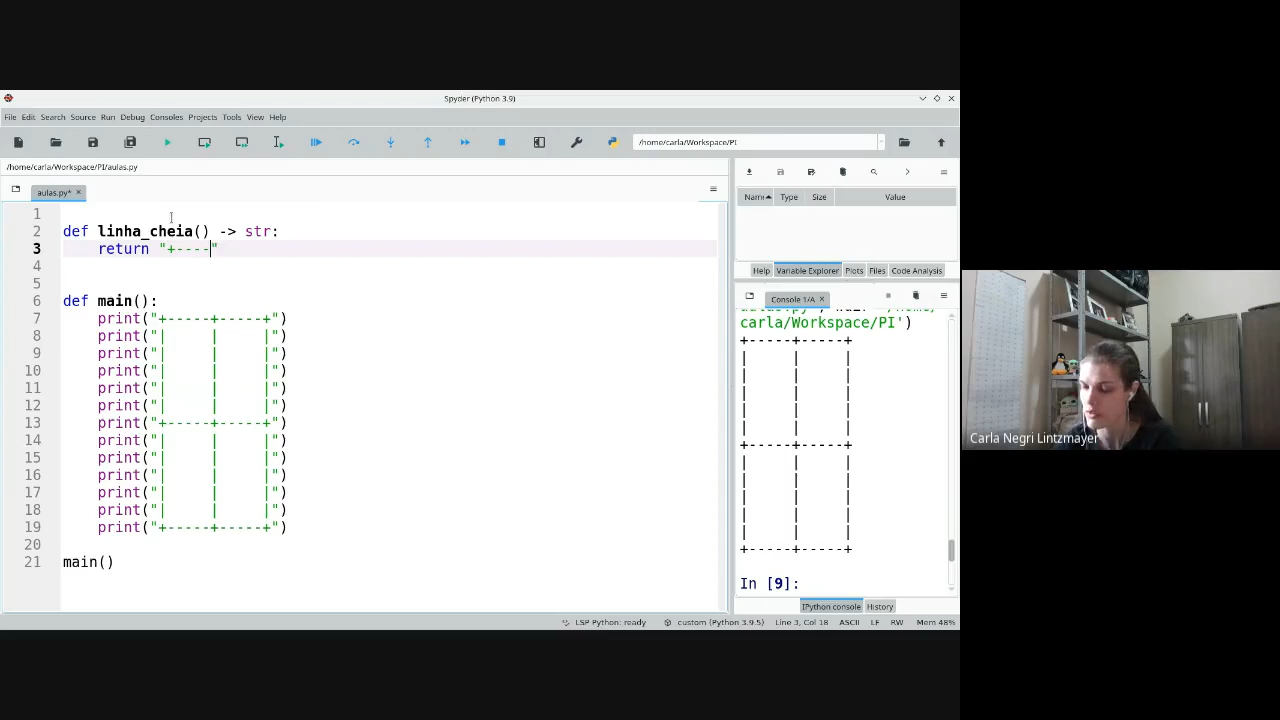 Spyder (Python 3.9)
File Edit Search Source Run Debug Consoles Projects Tools View Help
/home/carla/Workspace/PI
/home/carla/Workspace/PI/aulas.py
aulas.py*
1
2 def linha_cheia() -> str:
3     return "+----"
4
5
6 def main():
7     print("+-----+-----+")
8     print("|     |     |")
9     print("|     |     |")
10     print("|     |     |")
11     print("|     |     |")
12     print("|     |     |")
13     print("+-----+-----+")
14     print("|     |     |")
15     print("|     |     |")
16     print("|     |     |")
17     print("|     |     |")
18     print("|     |     |")
19     print("+-----+-----+")
20
21 main()
Name Type Size Value
Help Variable Explorer Plots Files Code Analysis
Console 1/A
carla/Workspace/PI')
+-----+-----+
|     |     |
|     |     |
|     |     |
|     |     |
|     |     |
+-----+-----+
|     |     |
|     |     |
|     |     |
|     |     |
|     |     |
+-----+-----+
In [9]:
IPython console History
LSP Python: ready custom (Python 3.9.5) Line 3, Col 18 ASCII LF RW Mem 48%
Carla Negri Lintzmayer